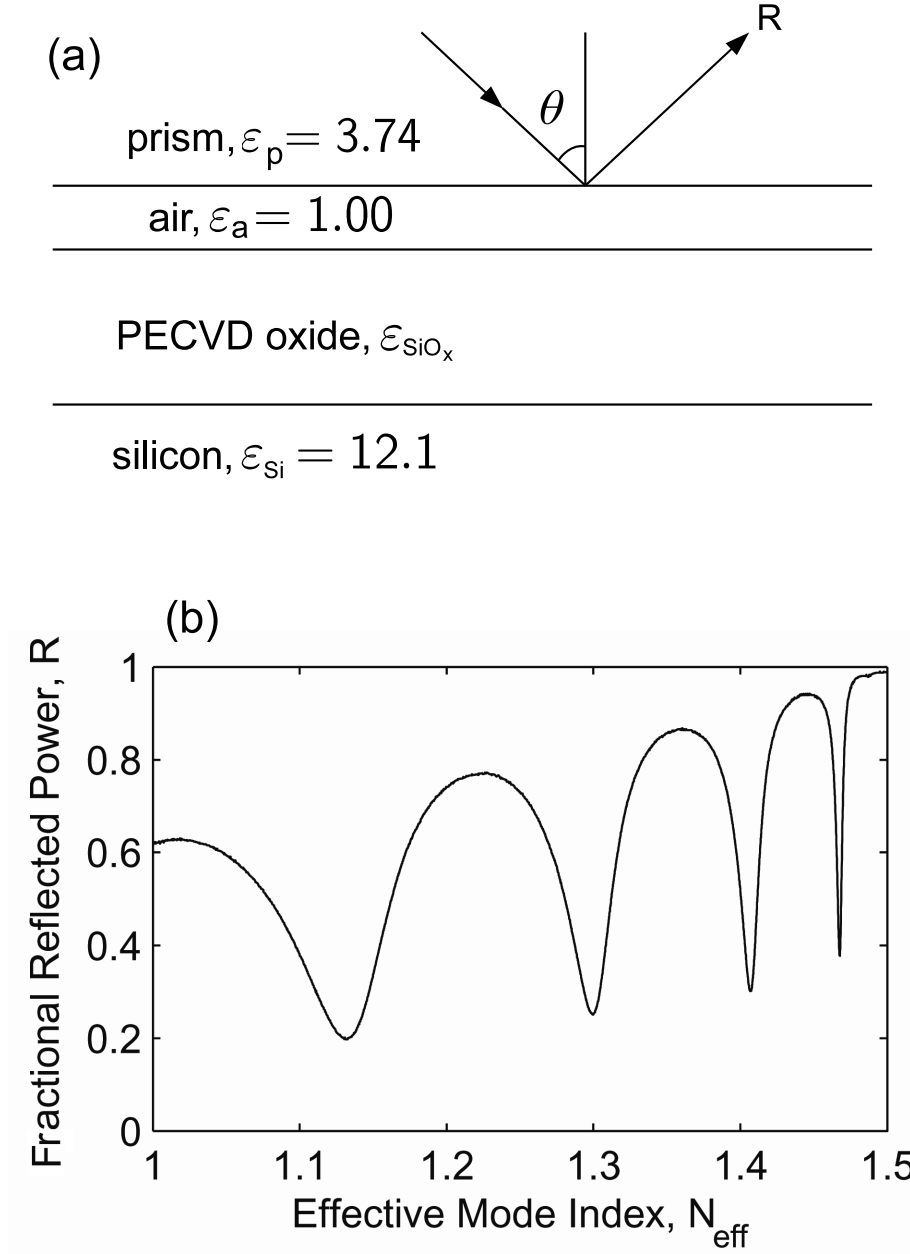 (a)
R
θ
prism, εp = 3.74
air, εa = 1.00
PECVD oxide, εSiOx
silicon, εSi = 12.1
(b)
Fractional Reflected Power, R
1
0.8
0.6
0.4
0.2
0
1 1.1 1.2 1.3 1.4 1.5
Effective Mode Index, Neff